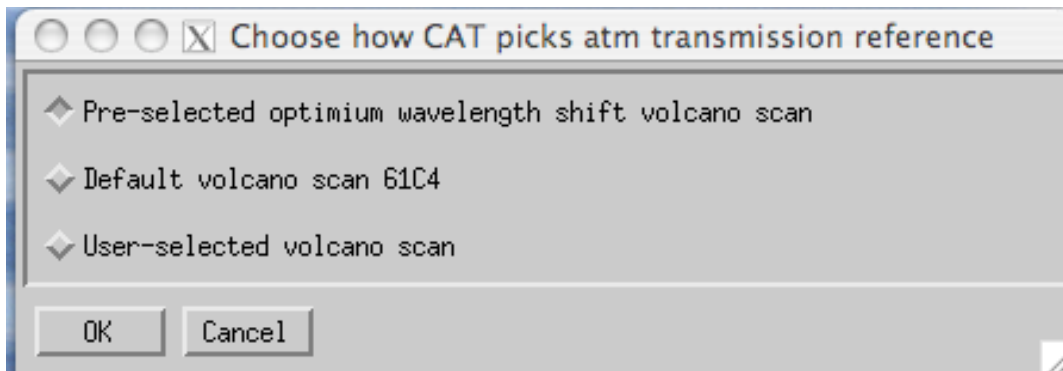 Choose how CAT picks atm transmission reference
Pre-selected optimium wavelength shift volcano scan
Default volcano scan 61C4
User-selected volcano scan
OK Cancel